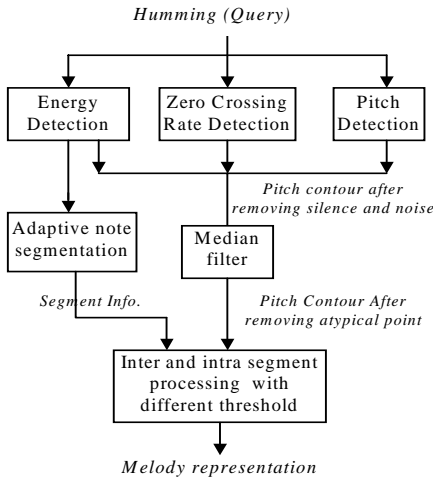 Humming (Query)
Energy
Detection
Zero Crossing
Rate Detection
Pitch
Detection
Pitch contour after
removing silence and noise
Adaptive note
segmentation
Median
filter
Segment Info.
Pitch Contour After
removing atypical point
Inter and intra segment
processing with
different threshold
Melody representation